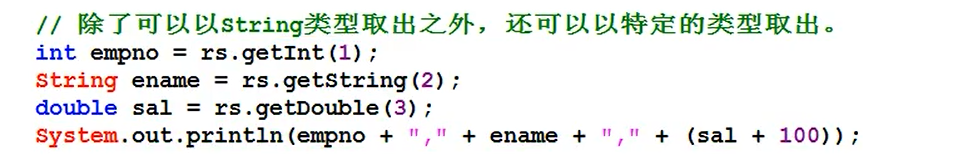 // 除了可以以String类型取出之外，还可以以特定的类型取出。
int empno = rs.getInt(1);
String ename = rs.getString(2);
double sal = rs.getDouble(3);
System.out.println(empno + "," + ename + "," + (sal + 100));